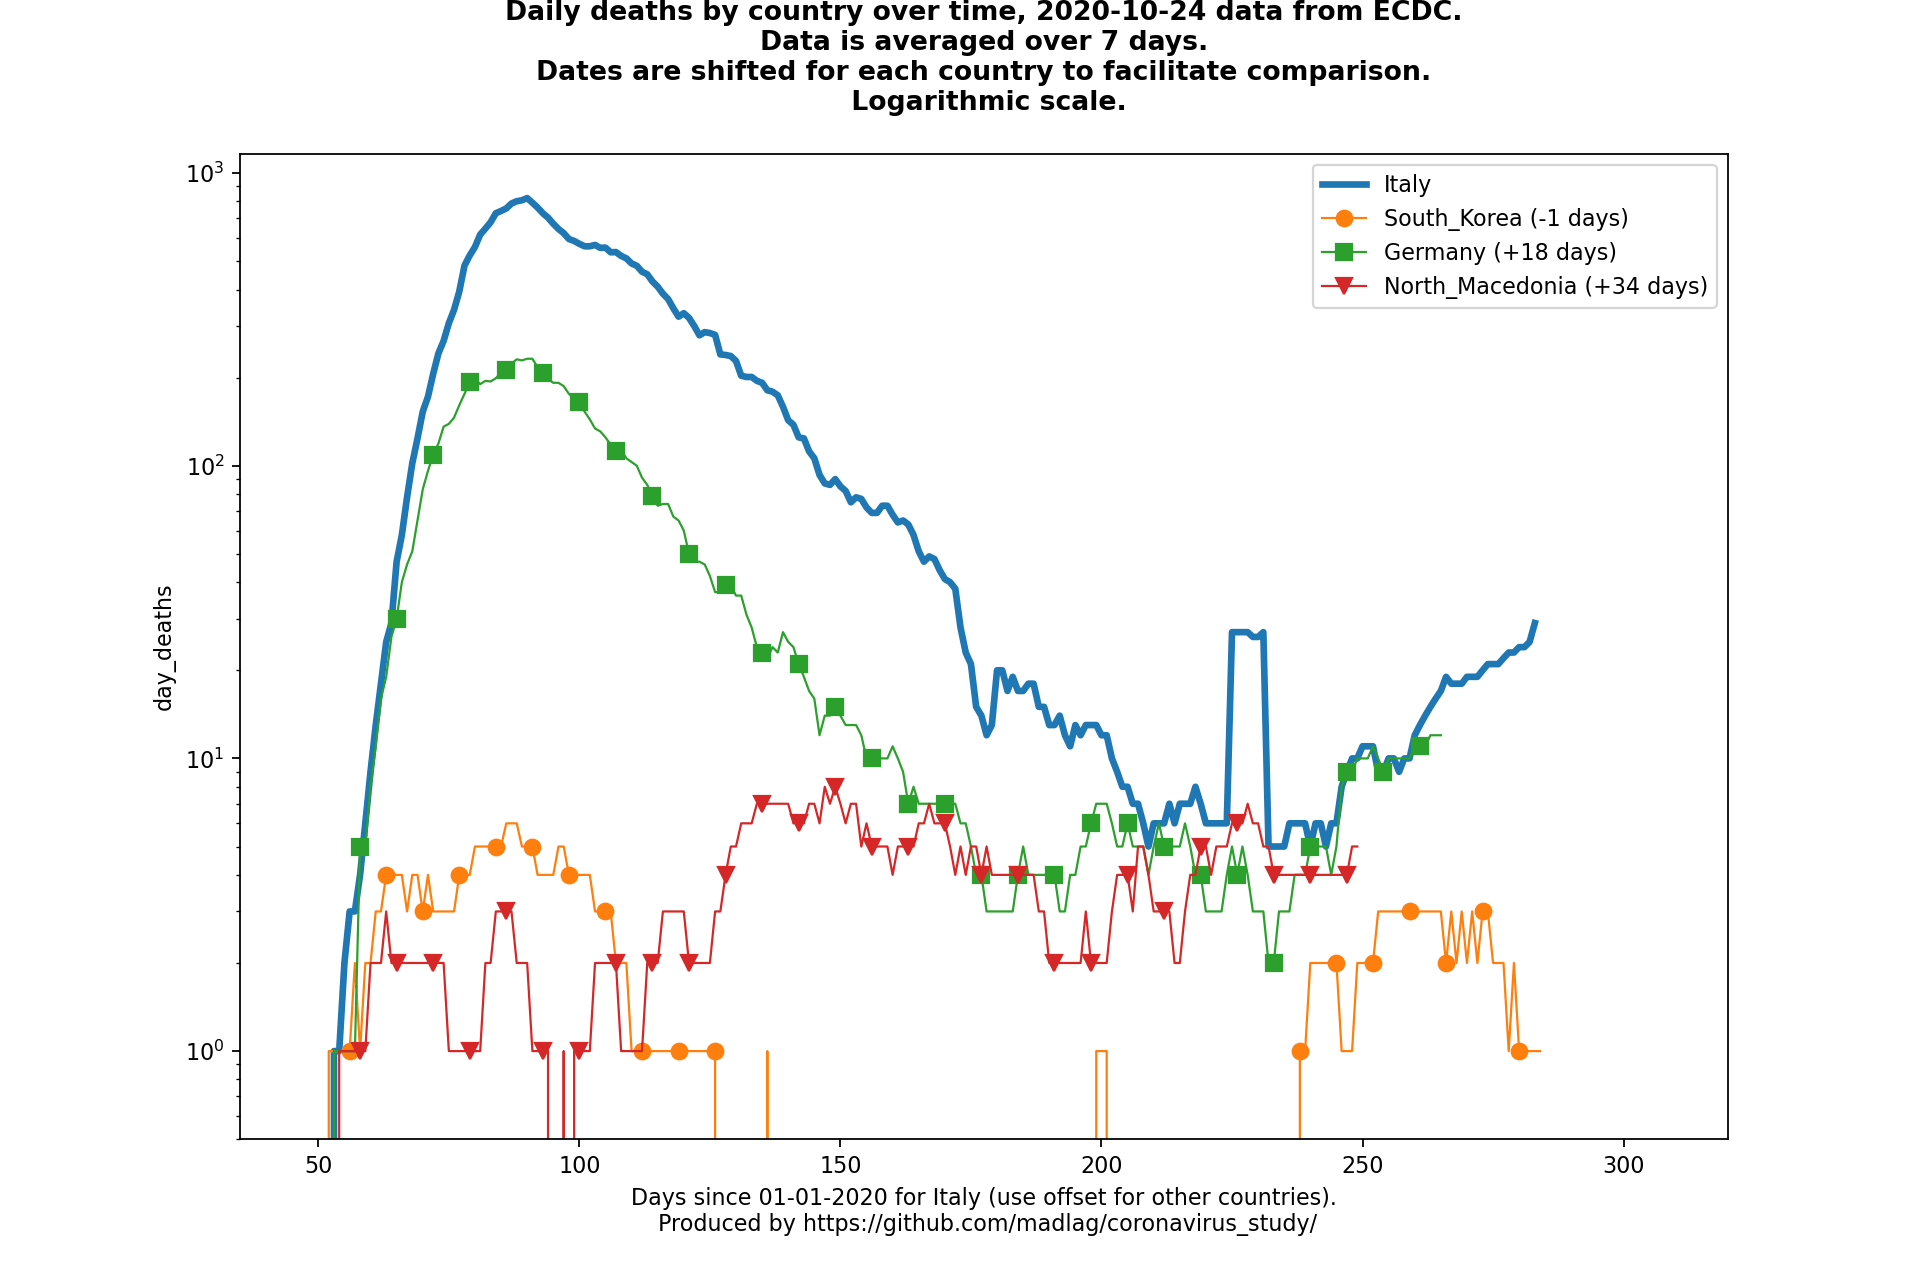 Daily deaths by country over time, 2020-10-24 data from ECDC.
Data is averaged over 7 days.
Dates are shifted for each country to facilitate comparison.
Logarithmic scale.
10³
10²
10¹
10⁰
day_deaths
Italy
South_Korea (-1 days)
Germany (+18 days)
North_Macedonia (+34 days)
50 100 150 200 250 300
Days since 01-01-2020 for Italy (use offset for other countries).
Produced by https://github.com/madlag/coronavirus_study/